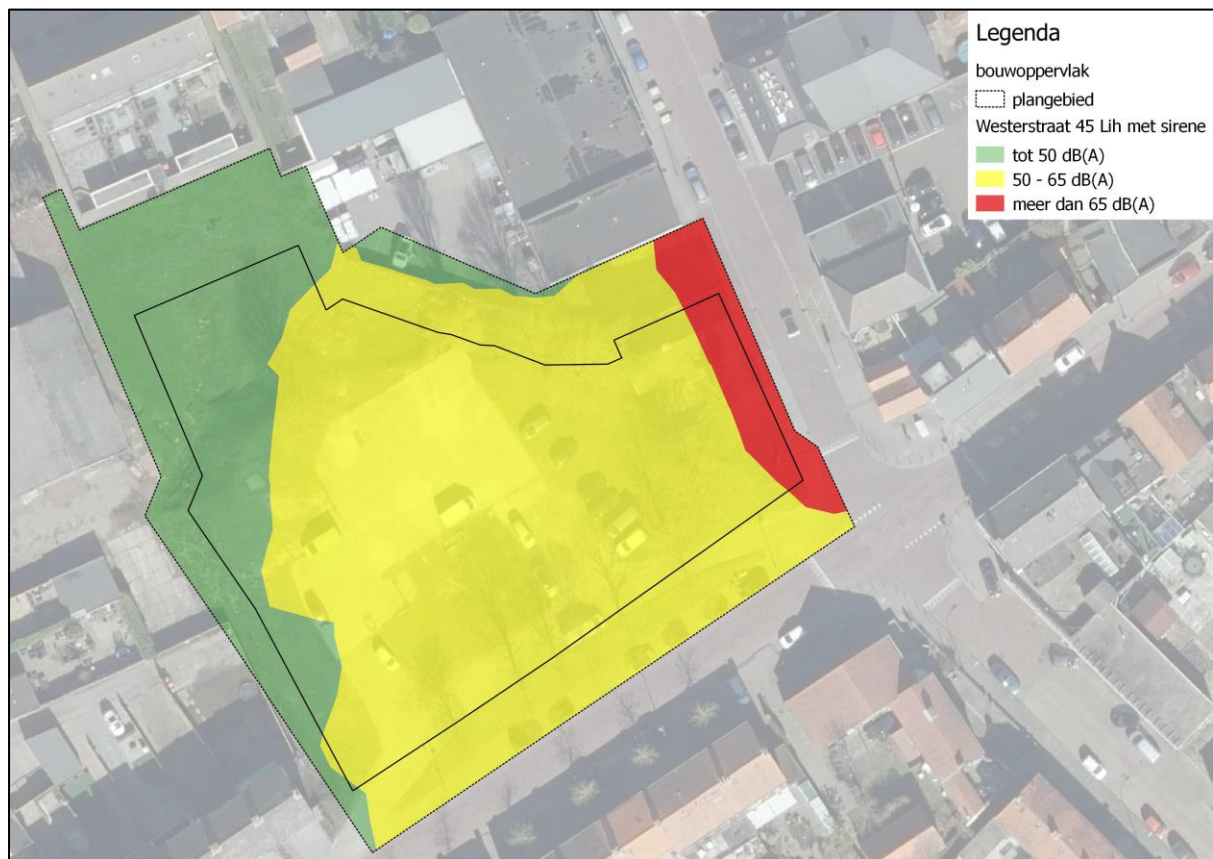 Legenda
bouwoppervlak
plangebied
Westerstraat 45 Lih met sirene
tot 50 dB(A)
50 - 65 dB(A)
meer dan 65 dB(A)